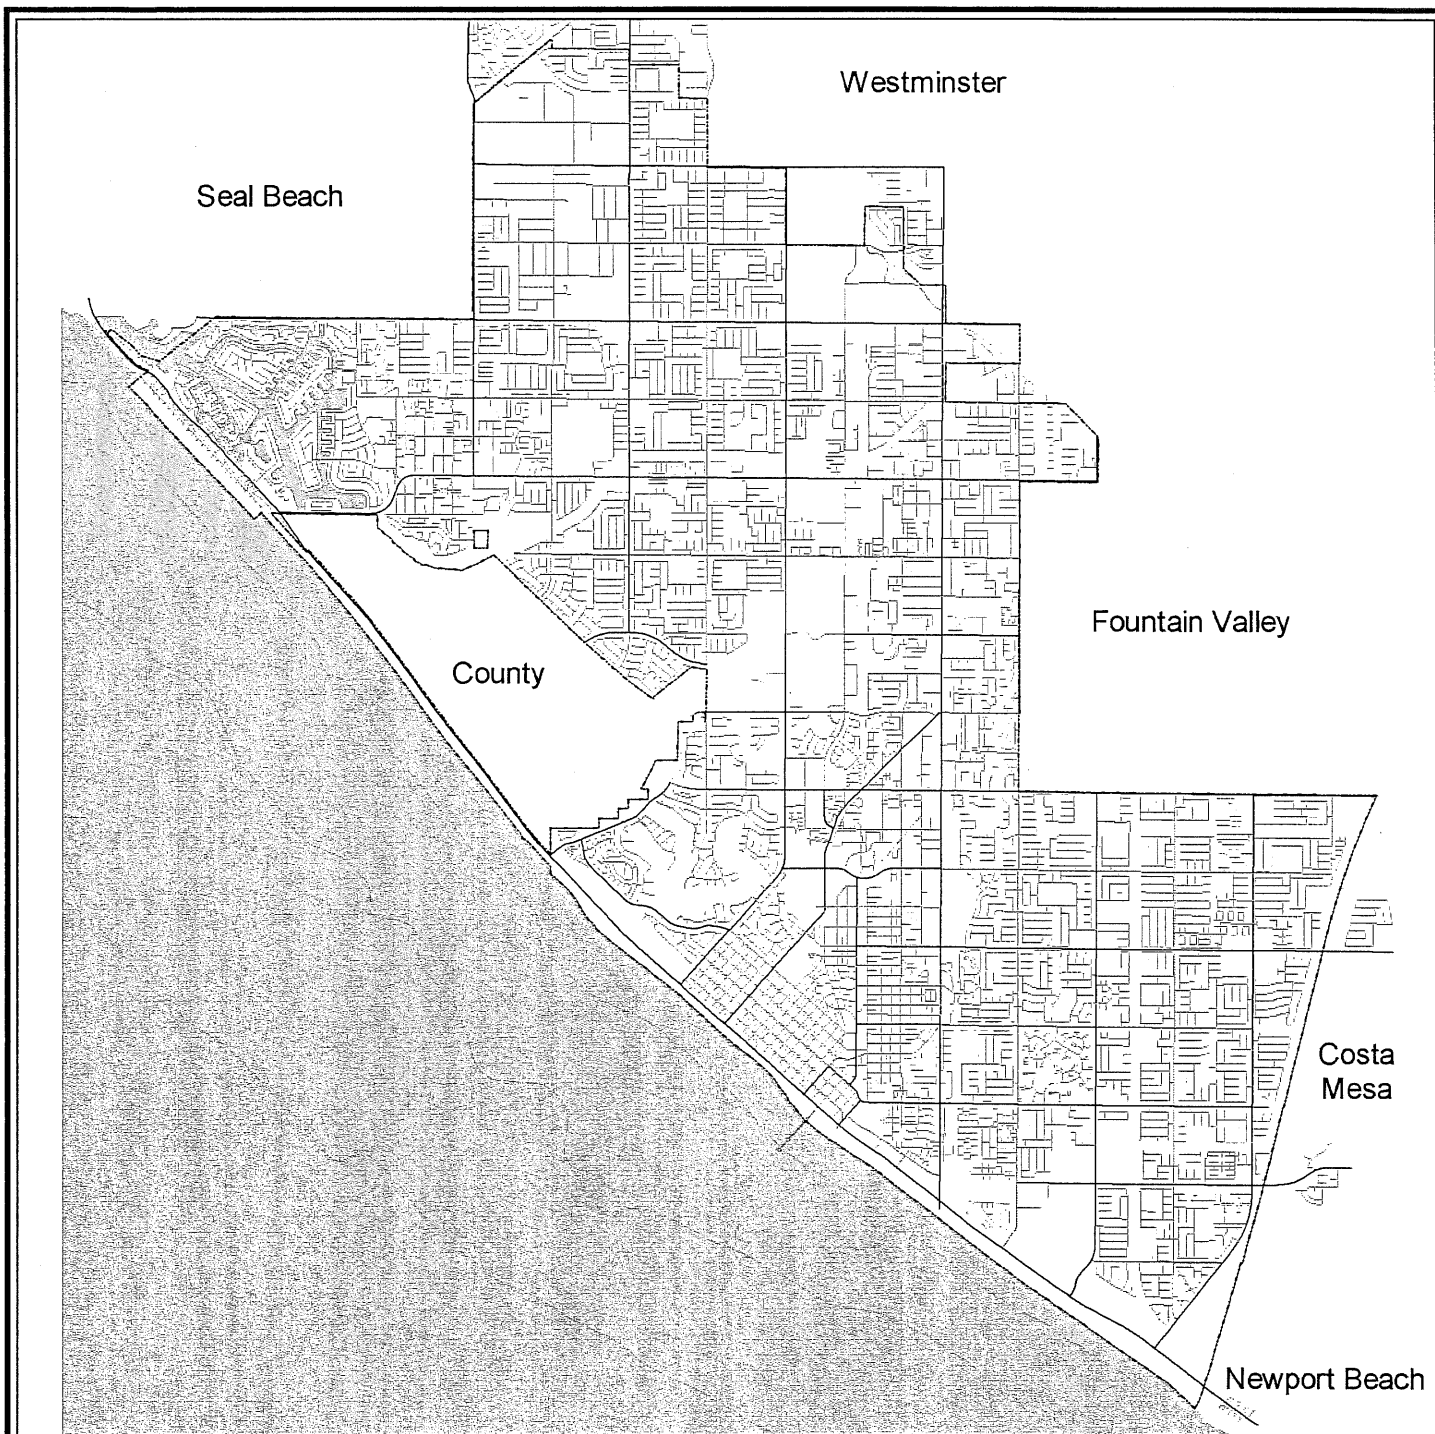 Westminster
Seal Beach
Fountain Valley
County
Costa
Mesa
Newport Beach